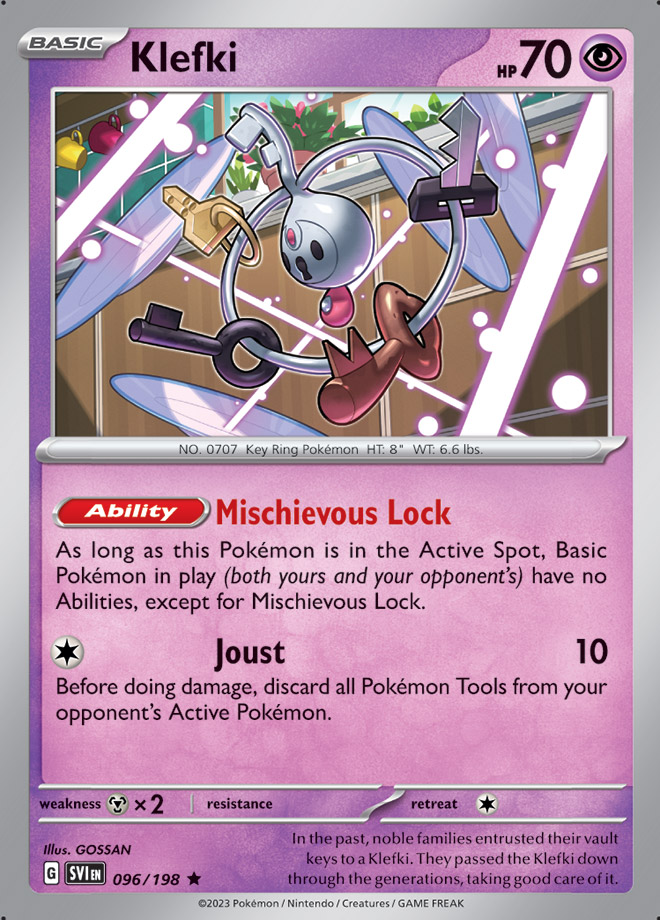 BASIC
Klefki
HP 70
NO. 0707 Key Ring Pokémon HT: 8" WT: 6.6 lbs.
Ability Mischievous Lock
As long as this Pokémon is in the Active Spot, Basic
Pokémon in play (both yours and your opponent's) have no
Abilities, except for Mischievous Lock.
Joust 10
Before doing damage, discard all Pokémon Tools from your
opponent's Active Pokémon.
weakness ×2 resistance retreat
Illus. GOSSAN
In the past, noble families entrusted their vault
keys to a Klefki. They passed the Klefki down
through the generations, taking good care of it.
G SVI EN 096/198 ★
©2023 Pokémon / Nintendo / Creatures / GAME FREAK